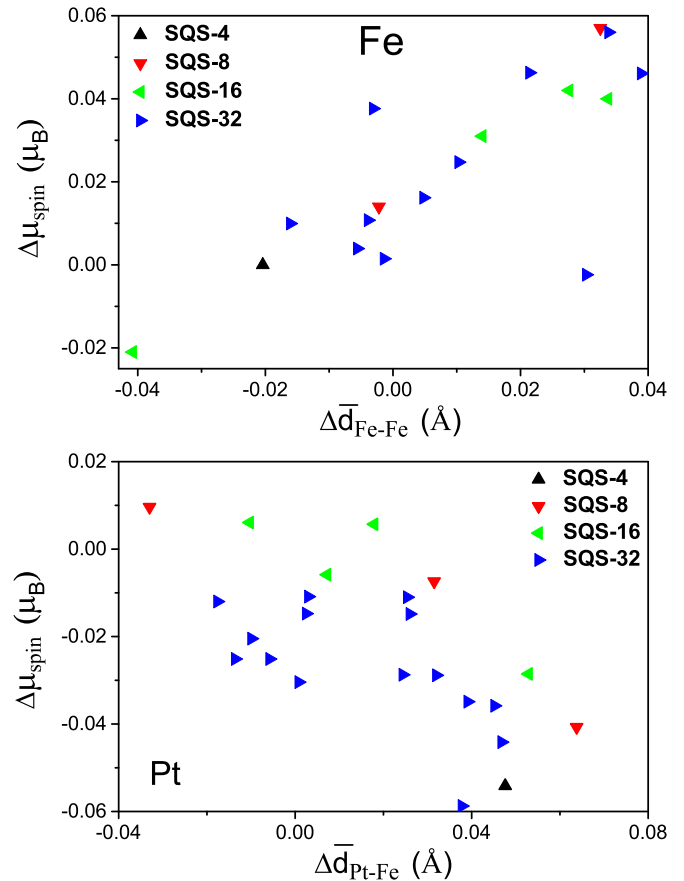 Fe
SQS-4
SQS-8
SQS-16
SQS-32
0.06
0.04
0.02
0.00
-0.02
Δμspin (μB)
-0.04 -0.02 0.00 0.02 0.04
Δd̅Fe-Fe (Å)
SQS-4
SQS-8
SQS-16
SQS-32
0.02
0.00
-0.02
-0.04
-0.06
Δμspin (μB)
Pt
-0.04 0.00 0.04 0.08
Δd̅Pt-Fe (Å)